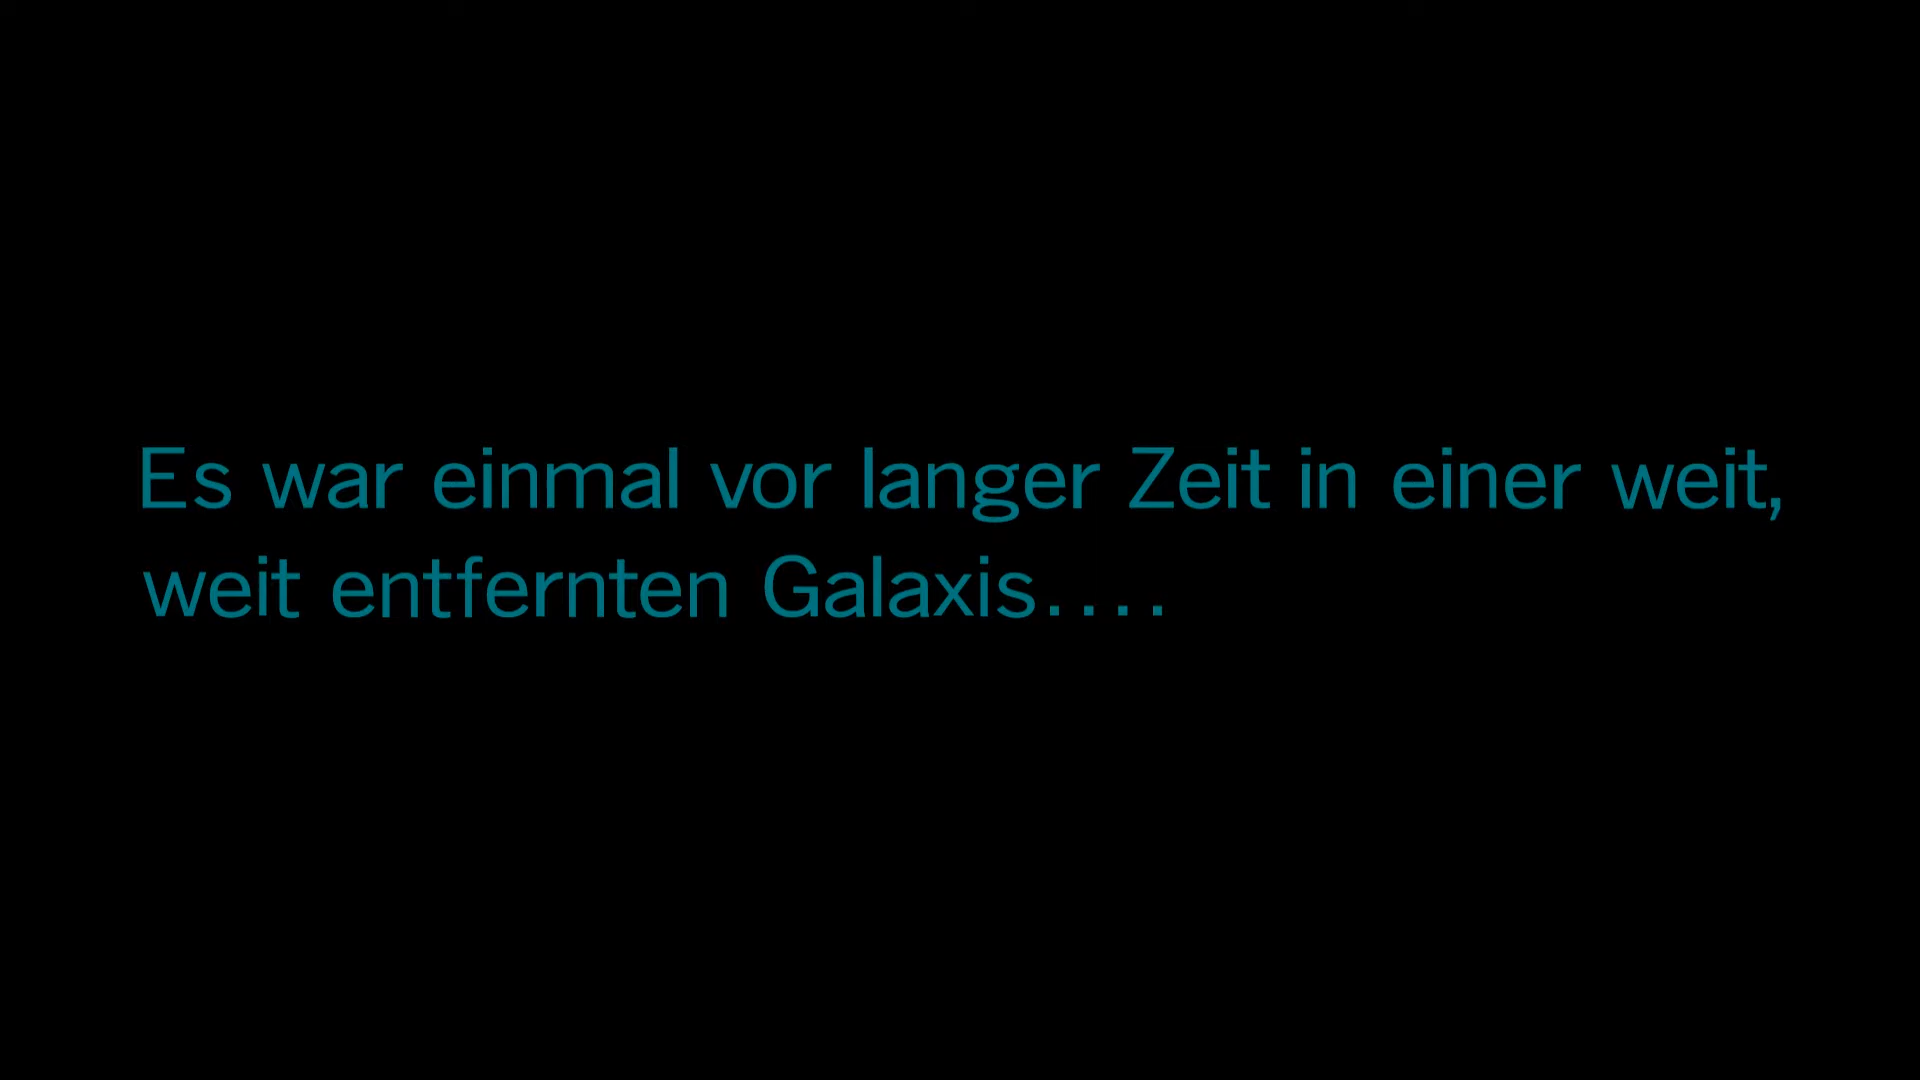 Es war einmal vor langer Zeit in einer weit,
weit entfernten Galaxis....